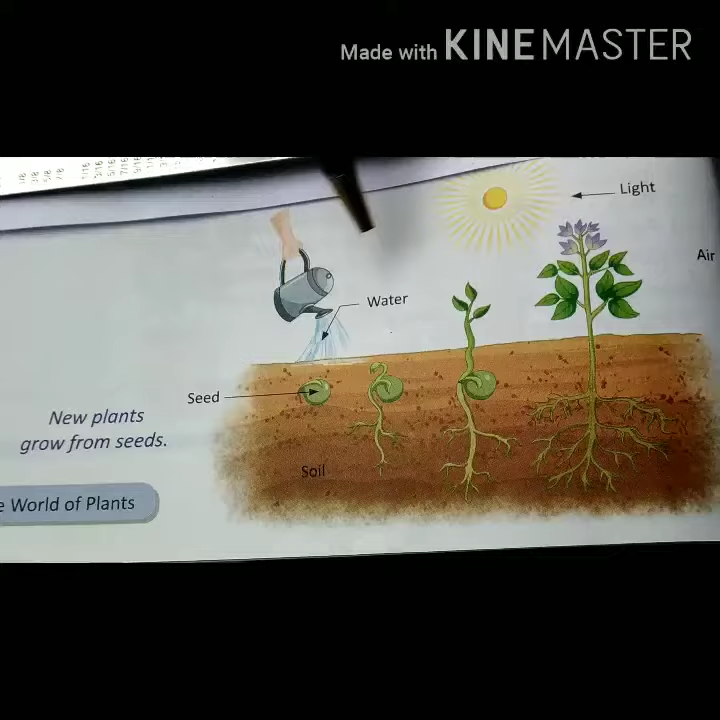 Made with KINEMASTER
Light
Air
Water
Seed
New plants
grow from seeds.
Soil
World of Plants